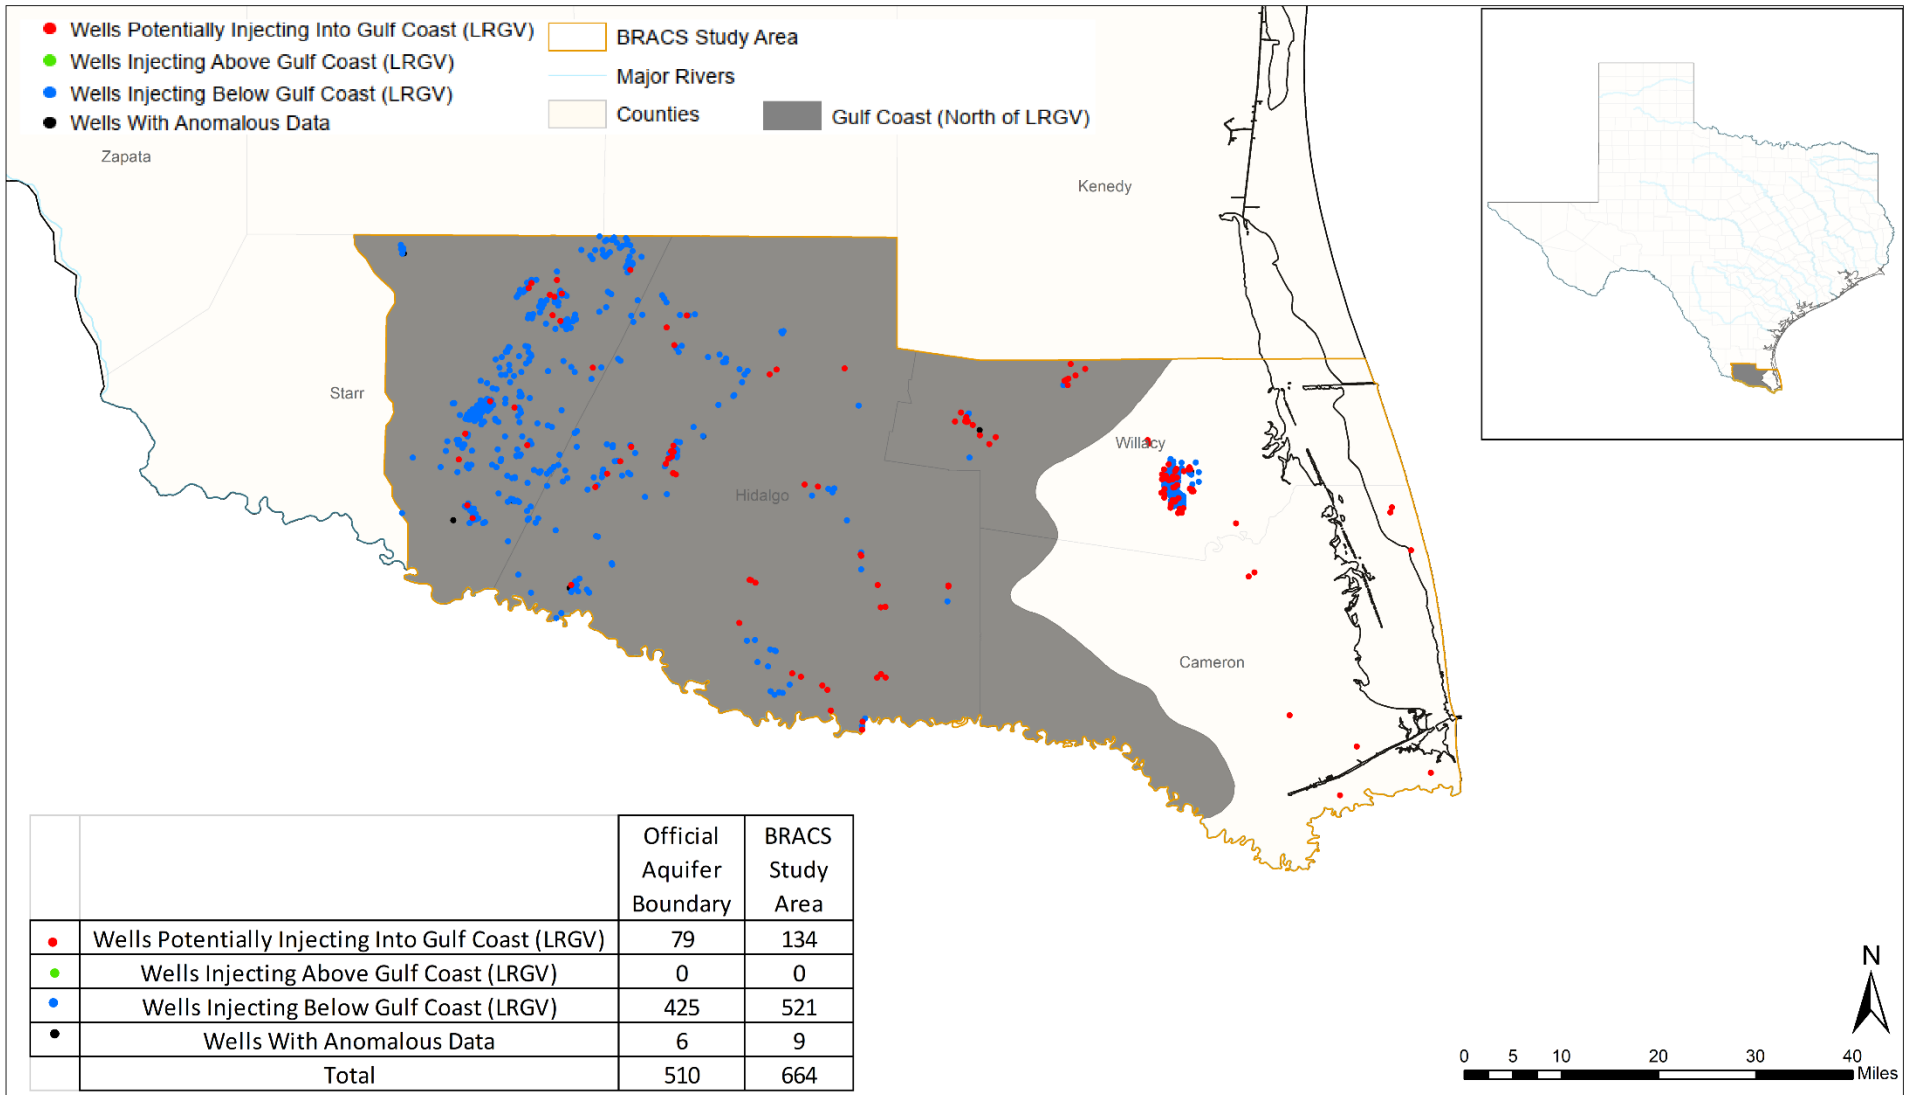 Wells Potentially Injecting Into Gulf Coast (LRGV)
Wells Injecting Above Gulf Coast (LRGV)
Wells Injecting Below Gulf Coast (LRGV)
Wells With Anomalous Data
BRACS Study Area
Major Rivers
Counties
Gulf Coast (North of LRGV)
Zapata
Kenedy
Starr
Willacy
Hidalgo
Cameron
Official Aquifer Boundary
BRACS Study Area
Wells Potentially Injecting Into Gulf Coast (LRGV) 79 134
Wells Injecting Above Gulf Coast (LRGV) 0 0
Wells Injecting Below Gulf Coast (LRGV) 425 521
Wells With Anomalous Data 6 9
Total 510 664
N
0 5 10 20 30 40
Miles